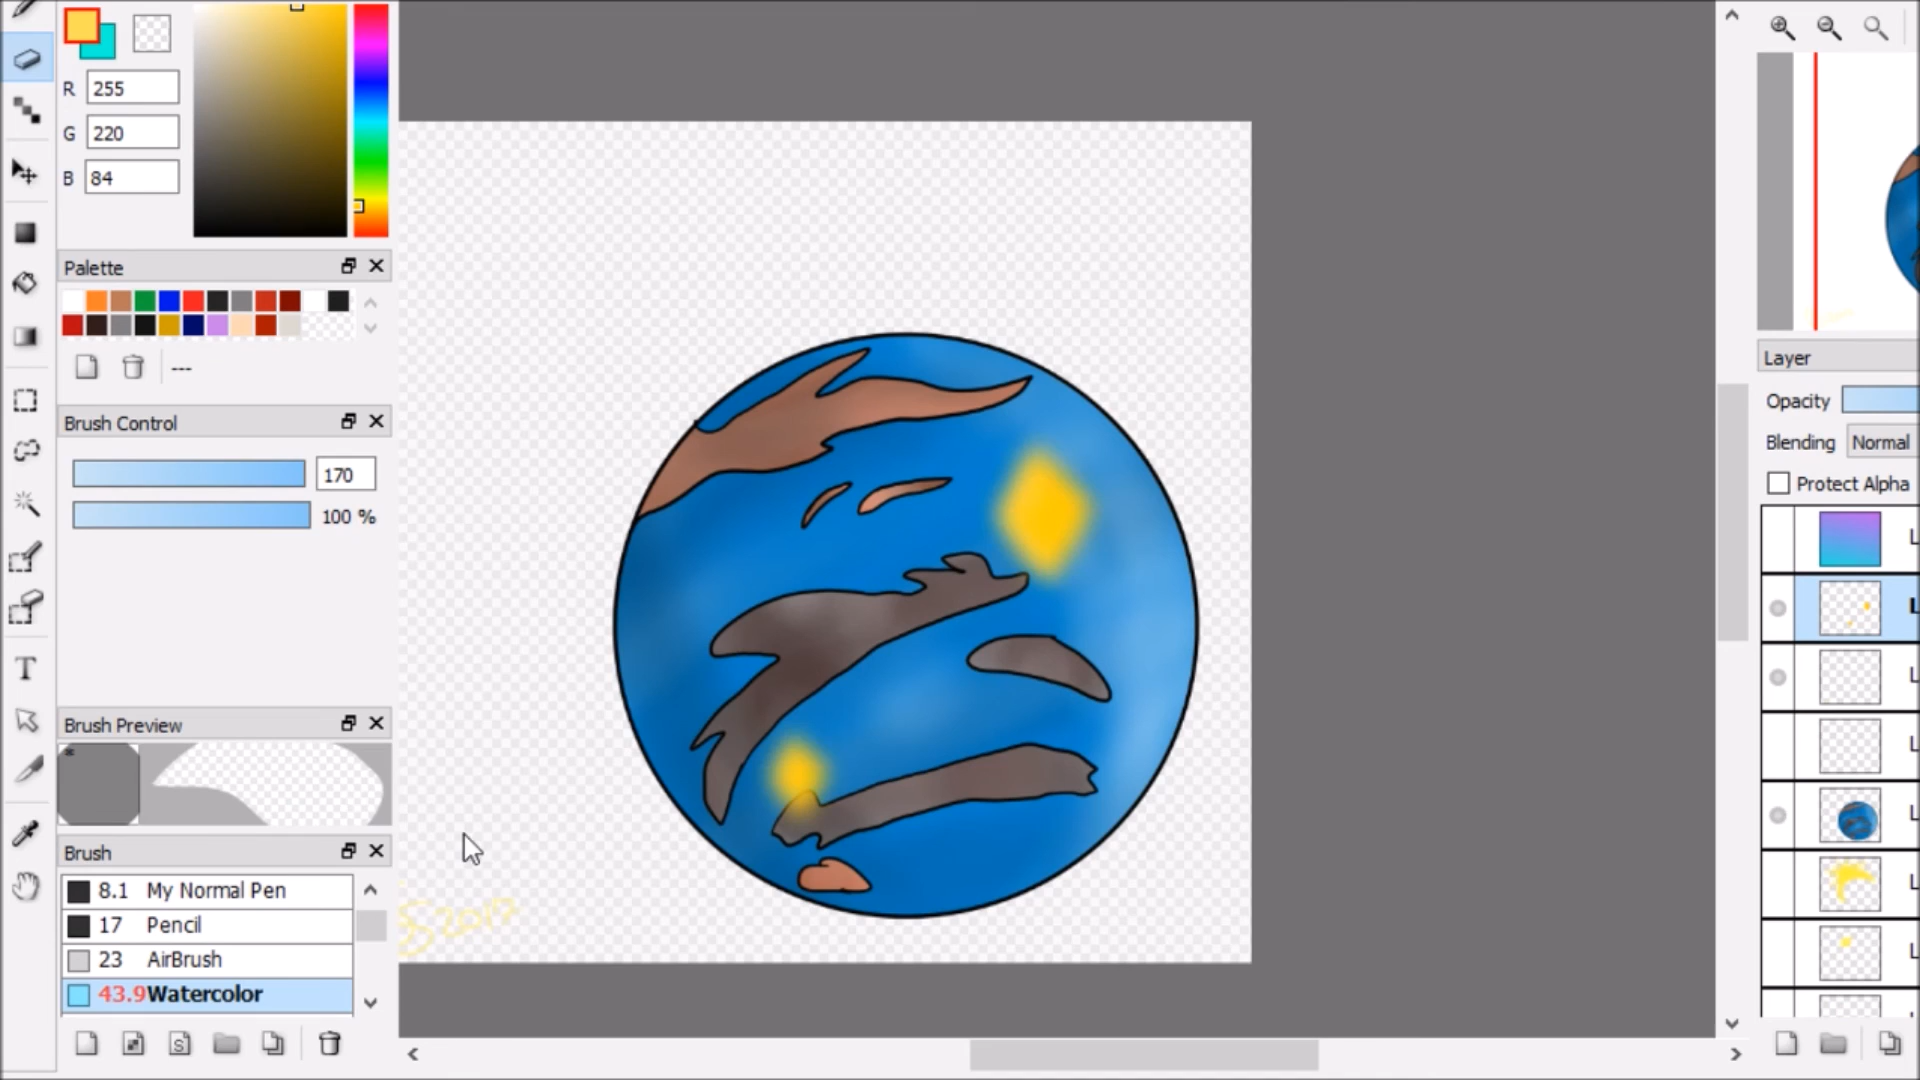 R 255
G 220
B 84
Palette
---
Brush Control
170
100 %
Brush Preview
Brush
8.1 My Normal Pen
17 Pencil
23 AirBrush
43.9 Watercolor
T
S
2017
Layer
Opacity
Blending Normal
Protect Alpha
L
L
L
L
L
L
L